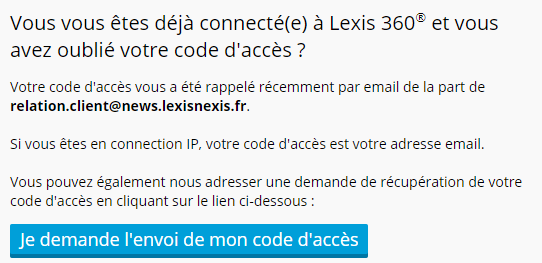 Vous vous êtes déjà connecté(e) à Lexis 360® et vous
avez oublié votre code d'accès ?
Votre code d'accès vous a été rappelé récemment par email de la part de
relation.client@news.lexisnexis.fr.
Si vous êtes en connection IP, votre code d'accès est votre adresse email.
Vous pouvez également nous adresser une demande de récupération de votre
code d'accès en cliquant sur le lien ci-dessous :
Je demande l'envoi de mon code d'accès